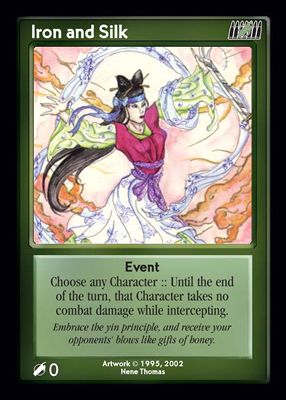 Iron and Silk
Event
Choose any Character :: Until the end
of the turn, that Character takes no
combat damage while intercepting.
Embrace the yin principle, and receive your
opponents' blows like gifts of honey.
0
Artwork © 1995, 2002
Nene Thomas